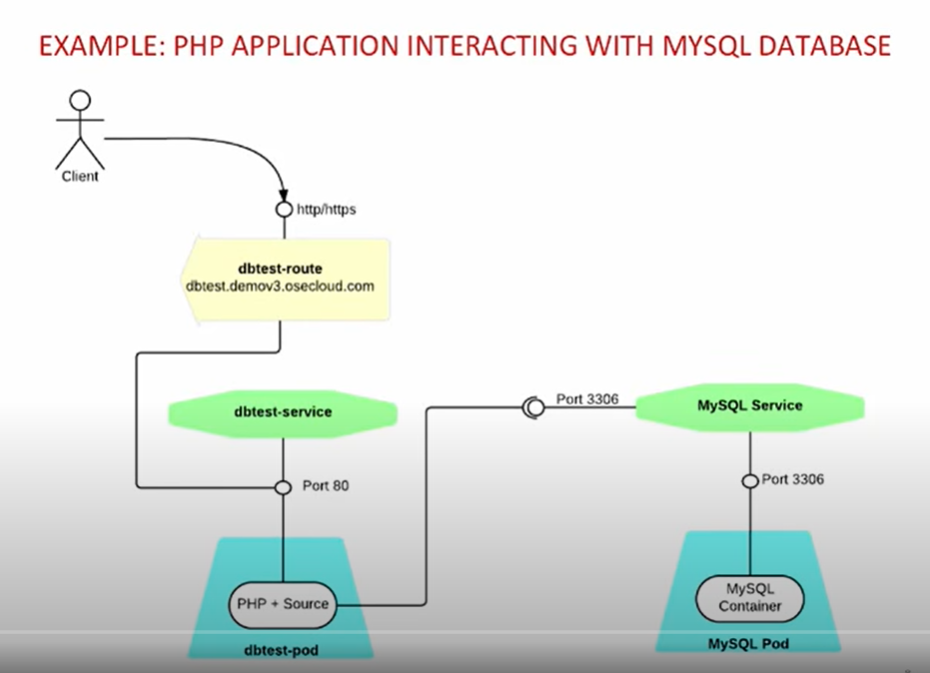 EXAMPLE: PHP APPLICATION INTERACTING WITH MYSQL DATABASE
Client
http/https
dbtest-route
dbtest.demov3.osecloud.com
dbtest-service
Port 3306
MySQL Service
Port 80
Port 3306
PHP + Source
MySQL
Container
dbtest-pod
MySQL Pod